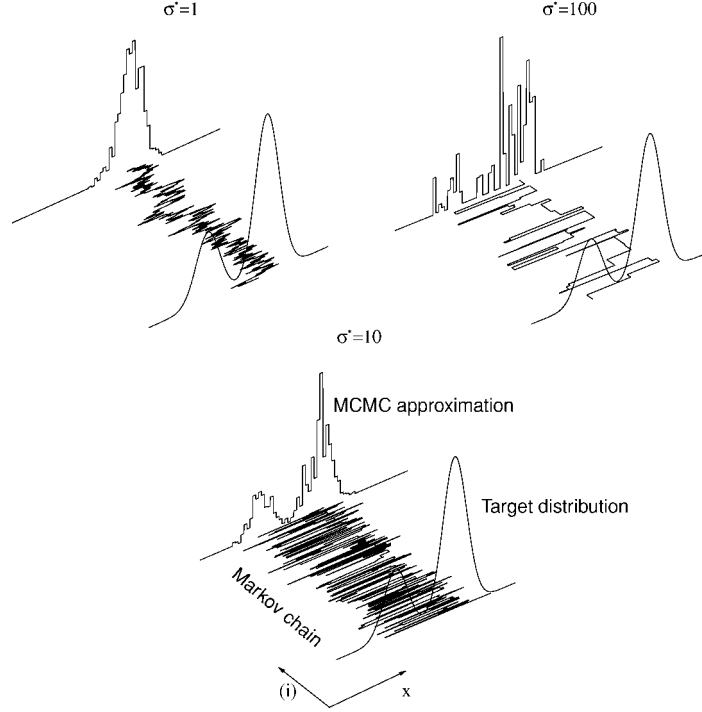 σ*=1
σ*=100
σ*=10
MCMC approximation
Target distribution
Markov chain
(i)
x